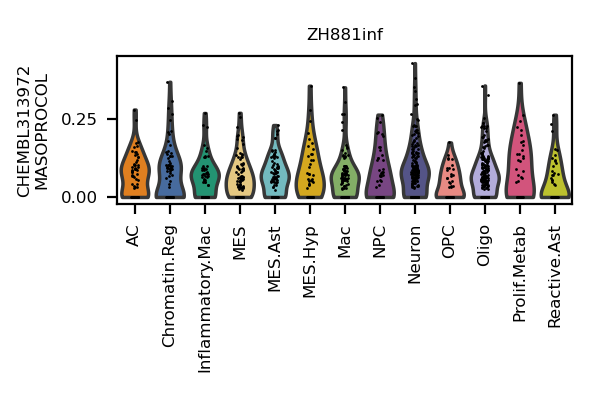 ZH881inf
CHEMBL313972
MASOPROCOL
0.25
0.00
AC
Chromatin.Reg
Inflammatory.Mac
MES
MES.Ast
MES.Hyp
Mac
NPC
Neuron
OPC
Oligo
Prolif.Metab
Reactive.Ast